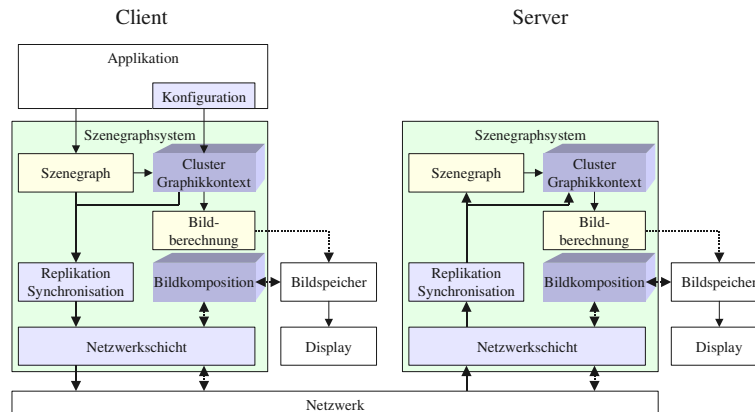 Client
Server
Applikation
Konfiguration
Szenegraphsystem
Szenegraph
Cluster
Graphikkontext
Bild-
berechnung
Replikation
Synchronisation
Bildkomposition
Bildspeicher
Netzwerkschicht
Display
Szenegraphsystem
Szenegraph
Cluster
Graphikkontext
Bild-
berechnung
Replikation
Synchronisation
Bildkomposition
Bildspeicher
Netzwerkschicht
Display
Netzwerk